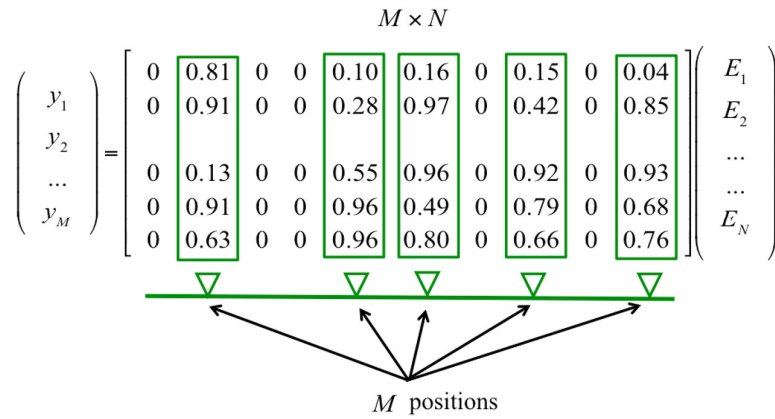 M × N
0 0.81 0 0 0.10 0.16 0 0.15 0 0.04
0 0.91 0 0 0.28 0.97 0 0.42 0 0.85
0 0.13 0 0 0.55 0.96 0 0.92 0 0.93
0 0.91 0 0 0.96 0.49 0 0.79 0 0.68
0 0.63 0 0 0.96 0.80 0 0.66 0 0.76
y₁
y₂
...
y_M
=
E₁
E₂
...
...
E_N
M positions